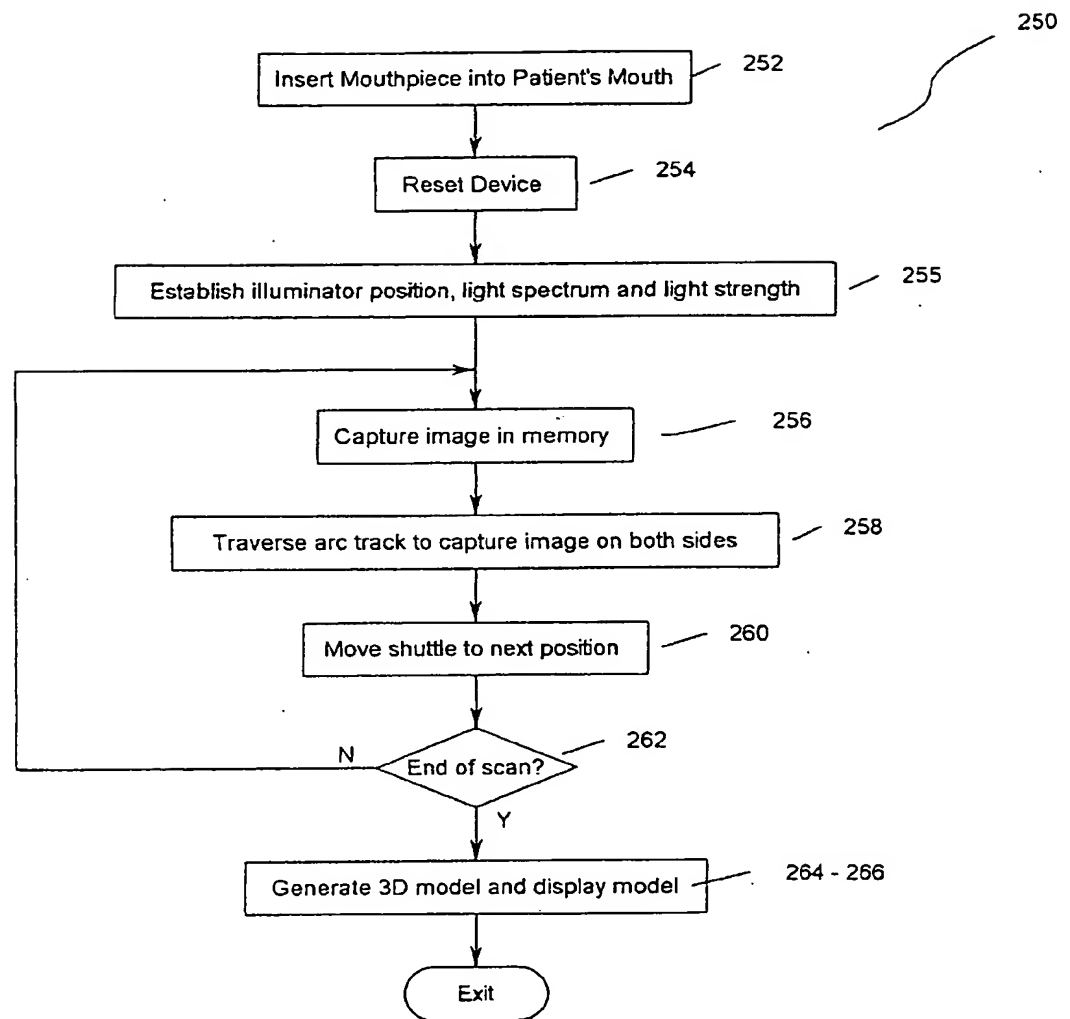 250
Insert Mouthpiece into Patient's Mouth
252
Reset Device
254
Establish illuminator position, light spectrum and light strength
255
Capture image in memory
256
Traverse arc track to capture image on both sides
258
Move shuttle to next position
260
End of scan?
262
N
Y
Generate 3D model and display model
264 - 266
Exit